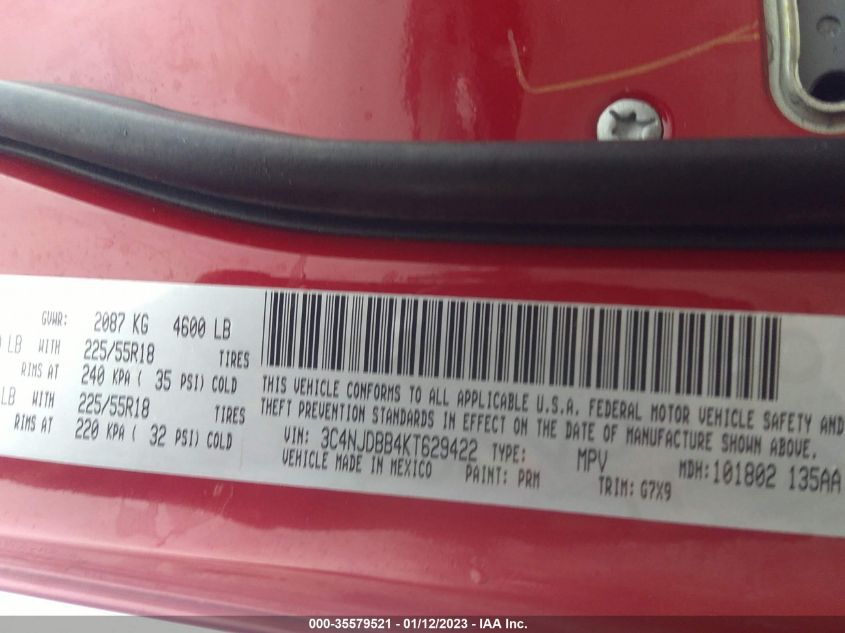 GVWR: 2087 KG 4600 LB
LB WITH 225/55R18 TIRES
RIMS AT 240 KPA ( 35 PSI) COLD
LB WITH 225/55R18 TIRES
RIMS AT 220 KPA ( 32 PSI) COLD
THIS VEHICLE CONFORMS TO ALL APPLICABLE U.S.A. FEDERAL MOTOR VEHICLE SAFETY AND
THEFT PREVENTION STANDARDS IN EFFECT ON THE DATE OF MANUFACTURE SHOWN ABOVE.
VIN: 3C4NJDBB4KT629422 TYPE: MPV MDH:101802 135AA
VEHICLE MADE IN MEXICO PAINT: PRM TRIM: G7X9
000-35579521 - 01/12/2023 - IAA Inc.